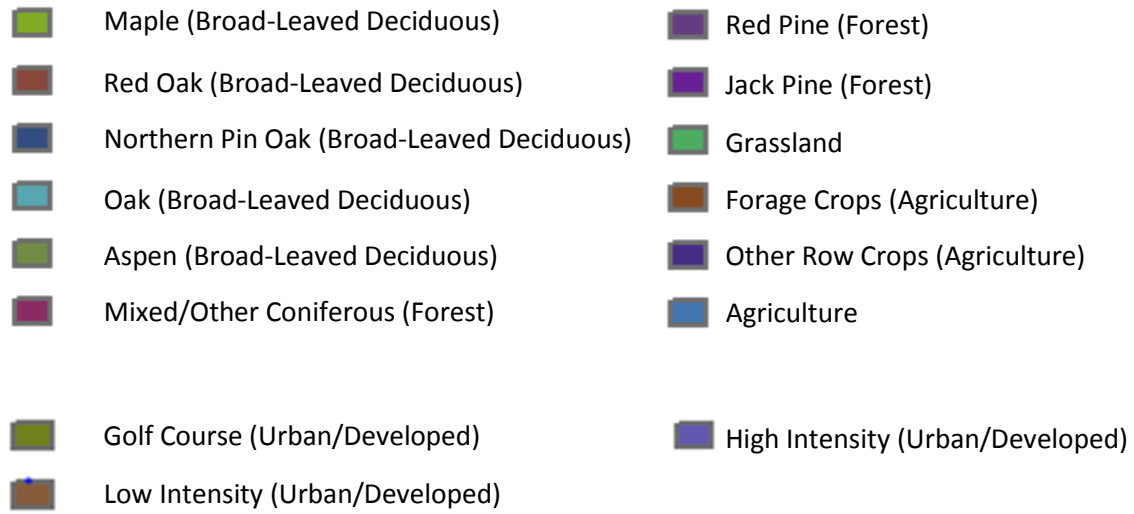 Maple (Broad-Leaved Deciduous)
Red Oak (Broad-Leaved Deciduous)
Northern Pin Oak (Broad-Leaved Deciduous)
Oak (Broad-Leaved Deciduous)
Aspen (Broad-Leaved Deciduous)
Mixed/Other Coniferous (Forest)
Red Pine (Forest)
Jack Pine (Forest)
Grassland
Forage Crops (Agriculture)
Other Row Crops (Agriculture)
Agriculture
Golf Course (Urban/Developed)
Low Intensity (Urban/Developed)
High Intensity (Urban/Developed)